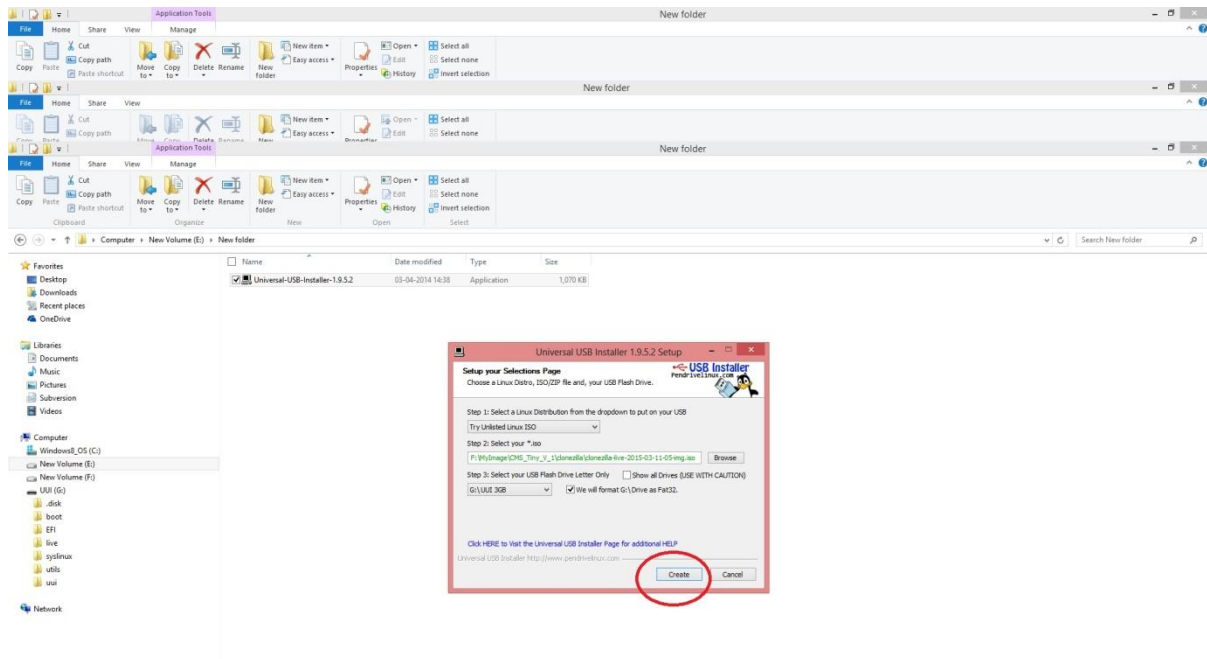 Application Tools New folder
File Home Share View Manage
Copy Paste Cut Copy path Paste shortcut Move to Copy to Delete Rename New folder New item Easy access Properties Open Edit History Select all Select none Invert selection
New folder
File Home Share View
Cut Copy path New item Easy access Open Edit Select all Select none
Application Tools New folder
File Home Share View Manage
Copy Paste Cut Copy path Paste shortcut Move to Copy to Delete Rename New folder New item Easy access Properties Open Edit History Select all Select none Invert selection
Clipboard Organize New Open Select
Computer New Volume (E:) New folder Search New folder
Name Date modified Type Size
Universal-USB-Installer-1.9.5.2 03-04-2014 14:38 Application 1,070 KB
Favorites
Desktop
Downloads
Recent places
OneDrive
Libraries
Documents
Music
Pictures
Subversion
Videos
Computer
Windows8_OS (C:)
New Volume (E:)
New Volume (F:)
UUI (G:)
.disk
boot
EFI
live
syslinux
utils
uui
Network
Universal USB Installer 1.9.5.2 Setup
Setup your Selections Page
Choose a Linux Distro, ISO/ZIP file and, your USB Flash Drive.
USB Installer
Pendrivelinux.com
Step 1: Select a Linux Distribution from the dropdown to put on your USB
Try Unlisted Linux ISO
Step 2: Select your *.iso
F:\MyImage\CMS_Tiny_V_1\clonezilla\clonezilla-live-2015-03-11-05-img.iso Browse
Step 3: Select your USB Flash Drive Letter Only Show all Drives (USE WITH CAUTION)
G:\ UUI 3GB We will format G:\ Drive as Fat32.
Click HERE to Visit the Universal USB Installer Page for additional HELP
Universal USB Installer http://www.pendrivelinux.com
Create Cancel